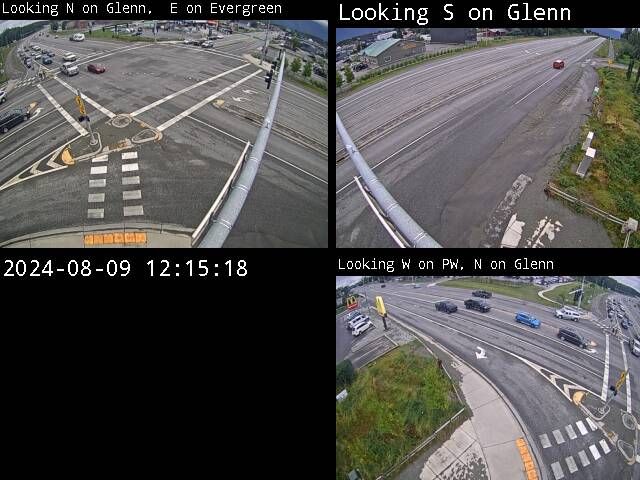 Looking N on Glenn,  E on Evergreen
Looking S on Glenn
2024-08-09 12:15:18
Looking W on PW, N on Glenn